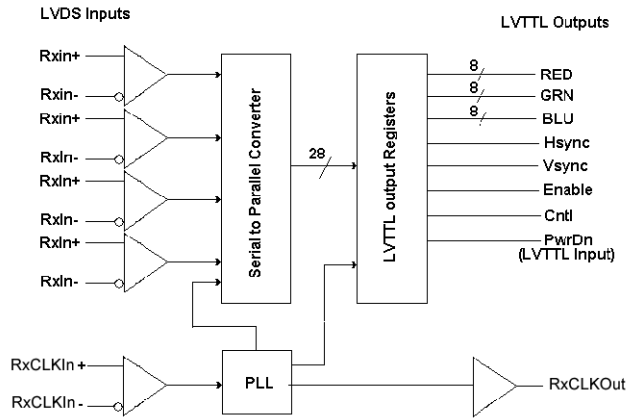 LVDS Inputs
LVTTL Outputs
Rxin+
Rxin-
Rxin+
RxIn-
RxIn+
RxIn-
RxIn+
RxIn-
Serial to Parallel Converter
28
LVTTL output Registers
8
RED
8
GRN
8
BLU
Hsync
Vsync
Enable
Cntl
PwrDn
(LVTTL Input)
RxCLKIn +
RxCLKIn -
PLL
RxCLKOut